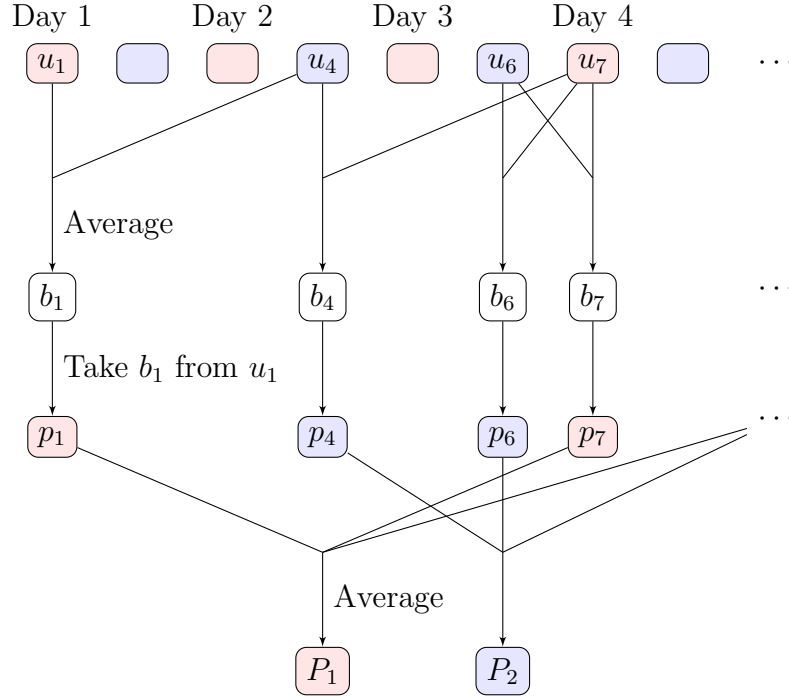 Day 1 Day 2 Day 3 Day 4
u₁ u₄ u₆ u₇ …
Average
b₁ b₄ b₆ b₇ …
Take b₁ from u₁
p₁ p₄ p₆ p₇ …
Average
P₁ P₂